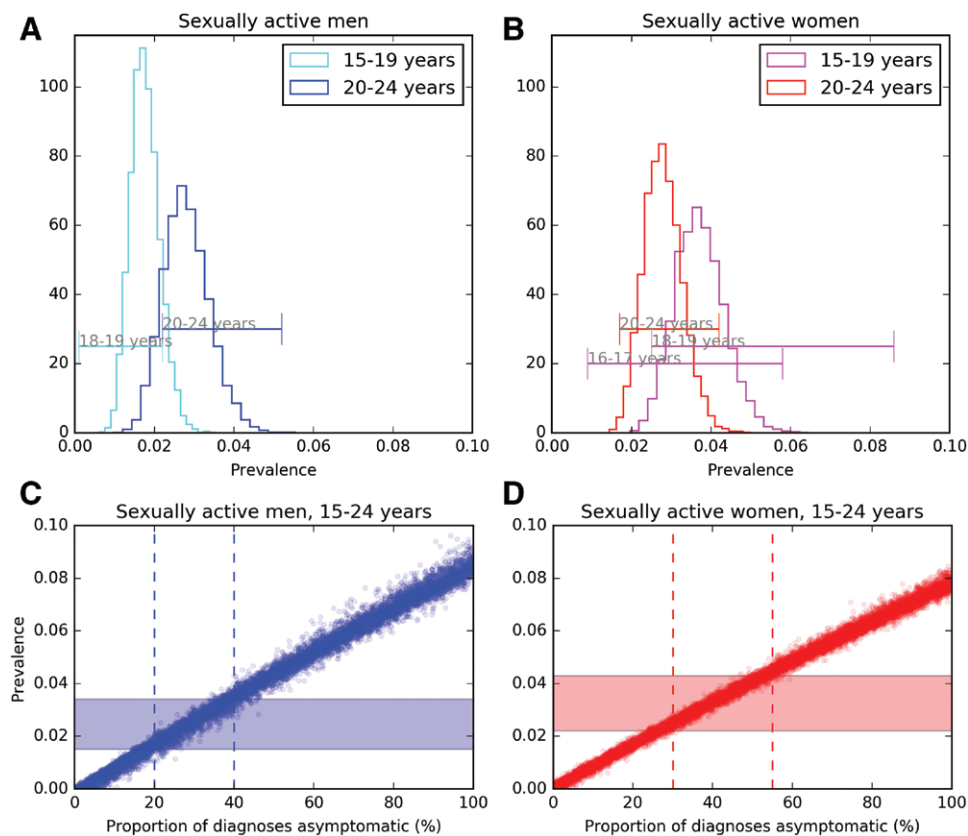 A
Sexually active men
15-19 years
20-24 years
100
80
60
40
20
0
20-24 years
18-19 years
0.00 0.02 0.04 0.06 0.08 0.10
Prevalence
B
Sexually active women
15-19 years
20-24 years
100
80
60
40
20
0
20-24 years
18-19 years
16-17 years
0.00 0.02 0.04 0.06 0.08 0.10
Prevalence
C
Sexually active men, 15-24 years
Prevalence
0.10
0.08
0.06
0.04
0.02
0.00
0 20 40 60 80 100
Proportion of diagnoses asymptomatic (%)
D
Sexually active women, 15-24 years
0.10
0.08
0.06
0.04
0.02
0.00
0 20 40 60 80 100
Proportion of diagnoses asymptomatic (%)